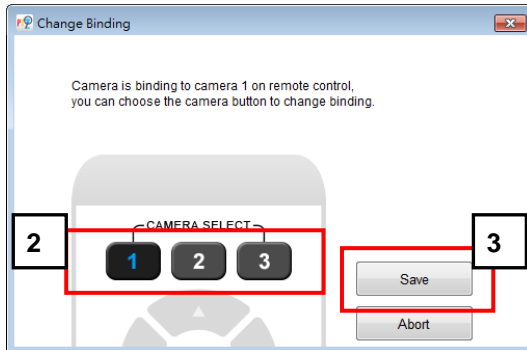 Change Binding
Camera is binding to camera 1 on remote control,
you can choose the camera button to change binding.
2
CAMERA SELECT
1 2 3
3
Save
Abort